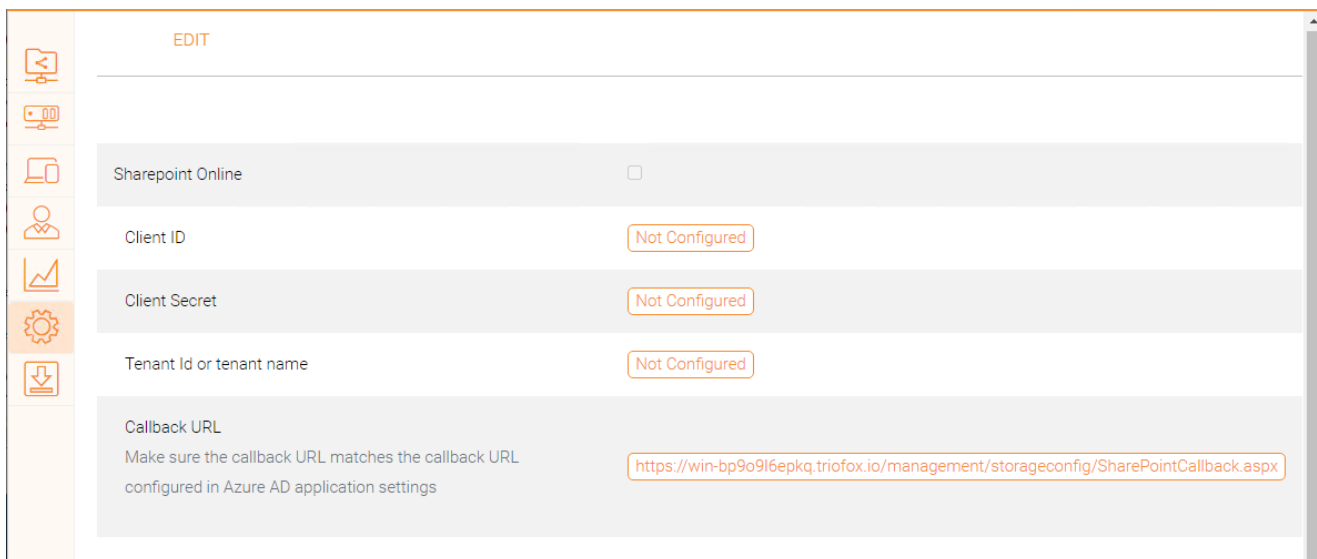 EDIT
Sharepoint Online
Client ID
Not Configured
Client Secret
Not Configured
Tenant Id or tenant name
Not Configured
Callback URL
Make sure the callback URL matches the callback URL
configured in Azure AD application settings
https://win-bp9o9l6epkq.triofox.io/management/storageconfig/SharePointCallback.aspx